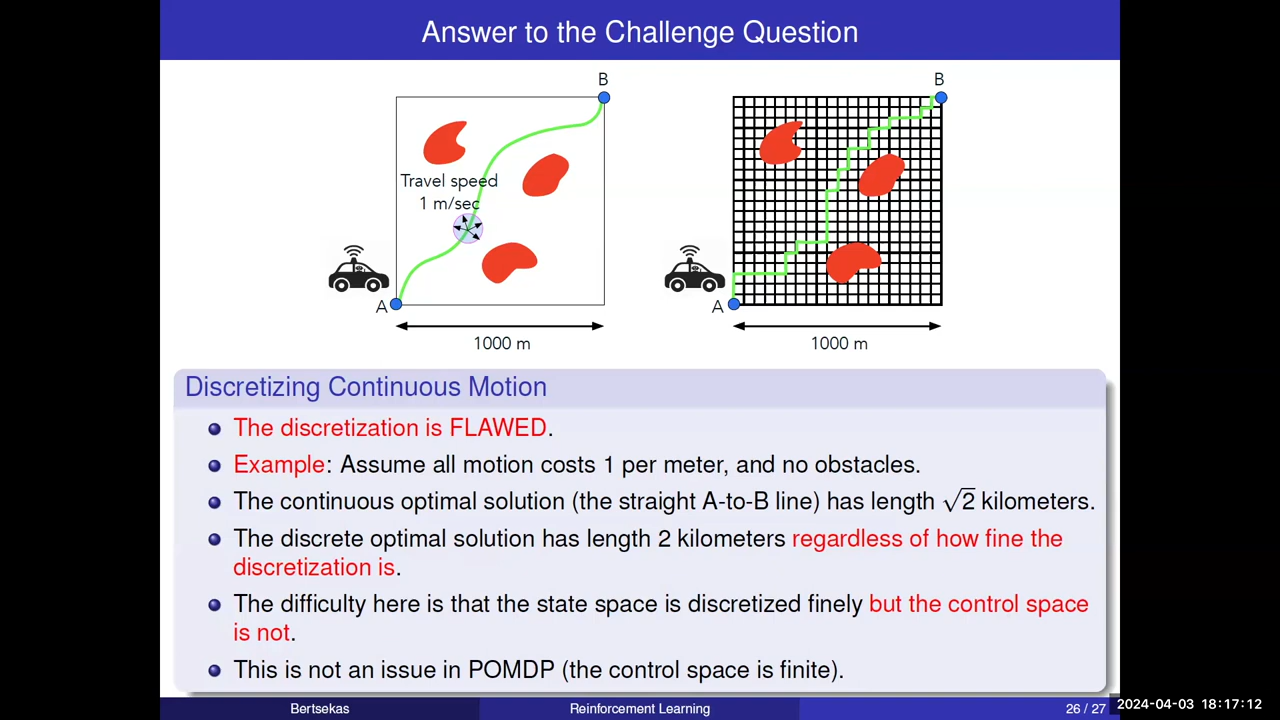 Answer to the Challenge Question
B
Travel speed
1 m/sec
A
1000 m
B
A
1000 m
Discretizing Continuous Motion
The discretization is FLAWED.
Example: Assume all motion costs 1 per meter, and no obstacles.
The continuous optimal solution (the straight A-to-B line) has length √2 kilometers.
The discrete optimal solution has length 2 kilometers regardless of how fine the
discretization is.
The difficulty here is that the state space is discretized finely but the control space
is not.
This is not an issue in POMDP (the control space is finite).
Bertsekas
Reinforcement Learning
26 / 27
2024-04-03 18:17:12